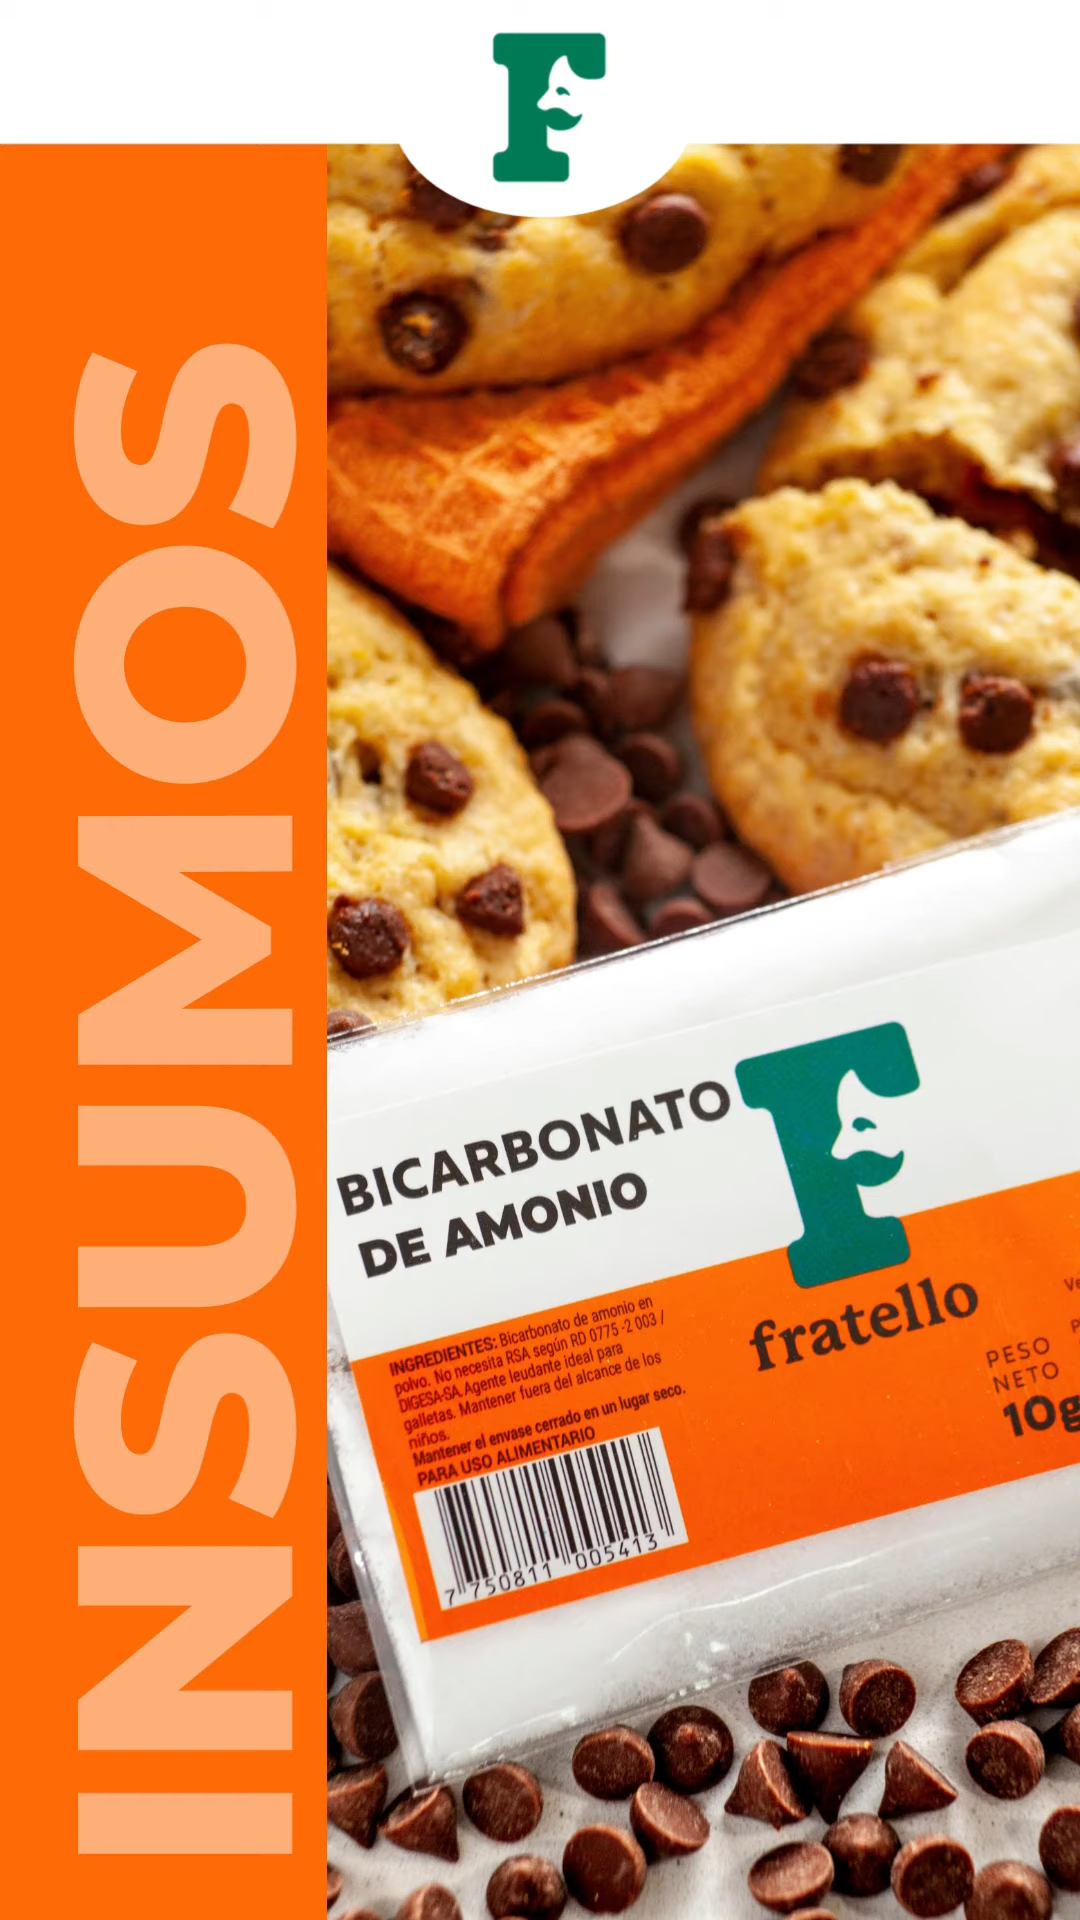 INSUMOS
BICARBONATO
DE AMONIO
fratello
INGREDIENTES: Bicarbonato de amonio en
polvo. No necesita RSA según RD 0775 -2 003 /
DIGESA-SA. Agente leudante ideal para
galletas. Mantener fuera del alcance de los
niños.
Mantener el envase cerrado en un lugar seco.
PARA USO ALIMENTARIO
7 750811 005413
PESO
NETO
10g